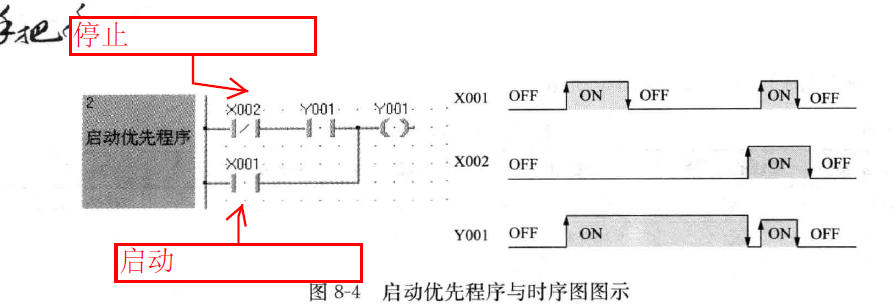 手把手
停止
2
启动优先程序
X002 Y001 Y001
X001
启动
X001 OFF ON OFF ON OFF
X002 OFF ON OFF
Y001 OFF ON ON OFF
图 8-4 启动优先程序与时序图图示